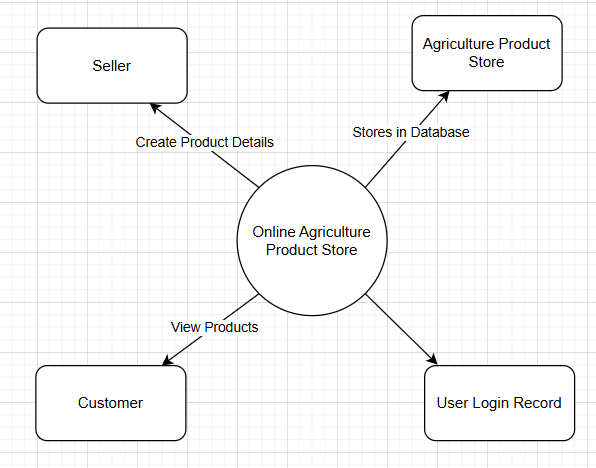 Seller
Agriculture Product
Store
Create Product Details
Stores in Database
Online Agriculture
Product Store
View Products
Customer
User Login Record